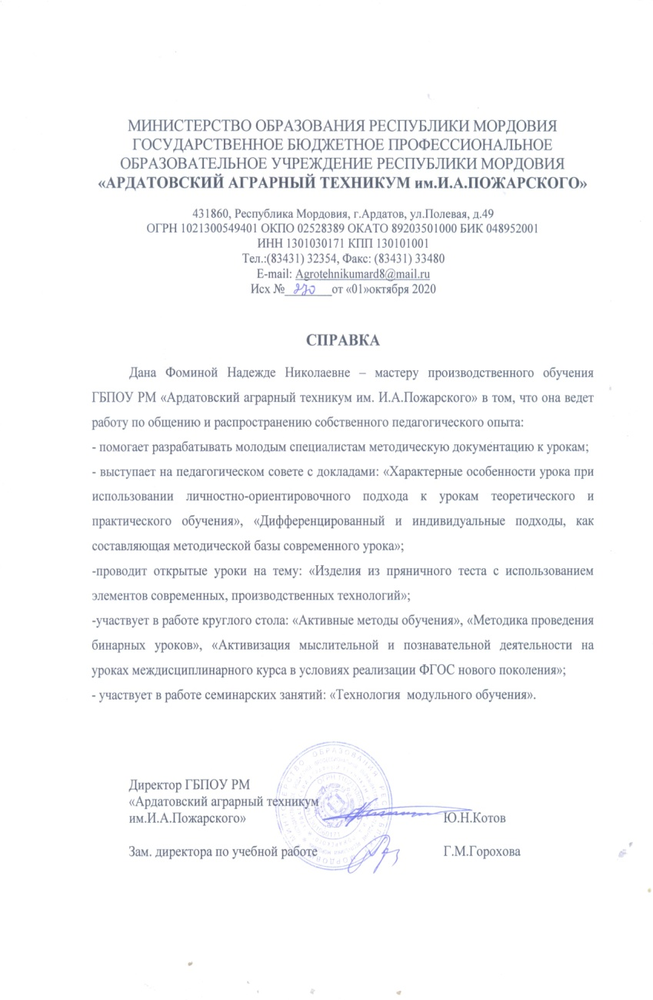 МИНИСТЕРСТВО ОБРАЗОВАНИЯ РЕСПУБЛИКИ МОРДОВИЯ
ГОСУДАРСТВЕННОЕ БЮДЖЕТНОЕ ПРОФЕССИОНАЛЬНОЕ
ОБРАЗОВАТЕЛЬНОЕ УЧРЕЖДЕНИЕ РЕСПУБЛИКИ МОРДОВИЯ
«АРДАТОВСКИЙ АГРАРНЫЙ ТЕХНИКУМ им.И.А.ПОЖАРСКОГО»
431860, Республика Мордовия, г.Ардатов, ул.Полевая, д.49
ОГРН 1021300549401 ОКПО 02528389 ОКАТО 89203501000 БИК 048952001
ИНН 1301030171 КПП 130101001
Тел.:(83431) 32354, Факс: (83431) 33480
E-mail: Agrotehnikumard8@mail.ru
Исх № от «01»октября 2020
СПРАВКА
Дана Фоминой Надежде Николаевне – мастеру производственного обучения
ГБПОУ РМ «Ардатовский аграрный техникум им. И.А.Пожарского» в том, что она ведет
работу по общению и распространению собственного педагогического опыта:
- помогает разрабатывать молодым специалистам методическую документацию к урокам;
- выступает на педагогическом совете с докладами: «Характерные особенности урока при
использовании личностно-ориентировочного подхода к урокам теоретического и
практического обучения», «Дифференцированный и индивидуальные подходы, как
составляющая методической базы современного урока»;
-проводит открытые уроки на тему: «Изделия из пряничного теста с использованием
элементов современных, производственных технологий»;
-участвует в работе круглого стола: «Активные методы обучения», «Методика проведения
бинарных уроков», «Активизация мыслительной и познавательной деятельности на
уроках междисциплинарного курса в условиях реализации ФГОС нового поколения»;
- участвует в работе семинарских занятий: «Технология модульного обучения».
Директор ГБПОУ РМ
«Ардатовский аграрный техникум
им.И.А.Пожарского» Ю.Н.Котов
Зам. директора по учебной работе Г.М.Горохова